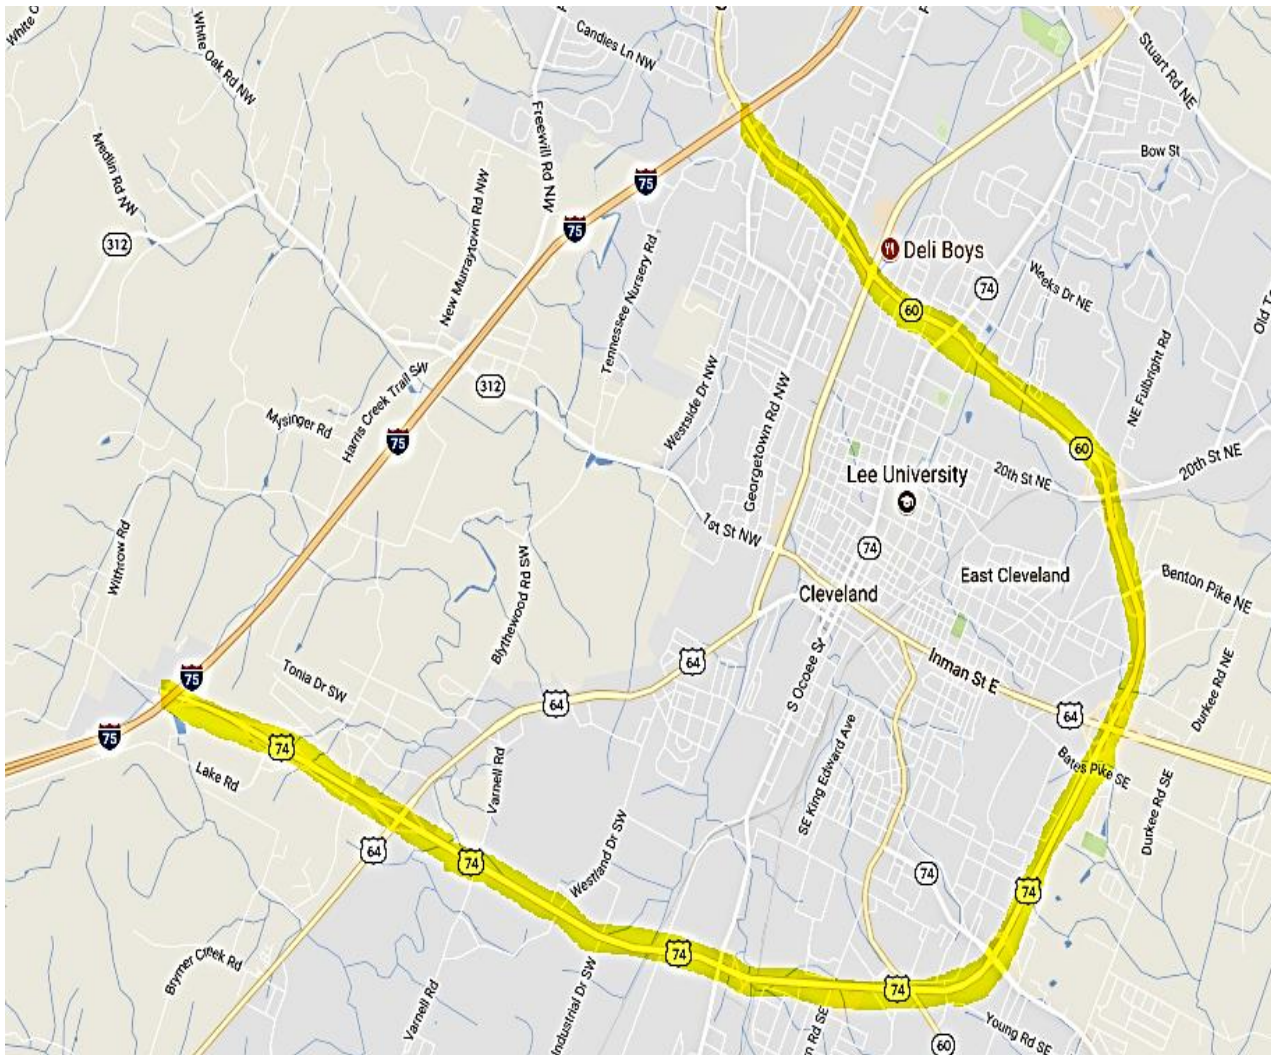 White Oak Rd NW
Candies Ln NW
Stuart Rd NE
Freewill Rd NW
Medlin Rd NW
Bow St
75
312
New Murraytown Rd NW
75
Tennessee Nursery Rd
Deli Boys
74
Weeks Dr NE
60
NE Fulbright Rd
312
Harris Creek Trail SW
Mysinger Rd
75
Westside Dr NW
Georgetown Rd NW
60
20th St NE
20th St NE
Lee University
1st St NW
74
Withrow Rd
East Cleveland
Benton Pike NE
Cleveland
Blythewood Rd SW
64
Inman St E
75
Tonia Dr SW
S Ocoee St
Durkee Rd NE
64
64
75
74
Lake Rd
Varnell Rd
SE King Edward Ave
Bates Pike SE
Durkee Rd SE
64
74
Westland Dr SW
74
74
74
74
Brymer Creek Rd
Varnell Rd
Industrial Dr SW
Young Rd SE
60